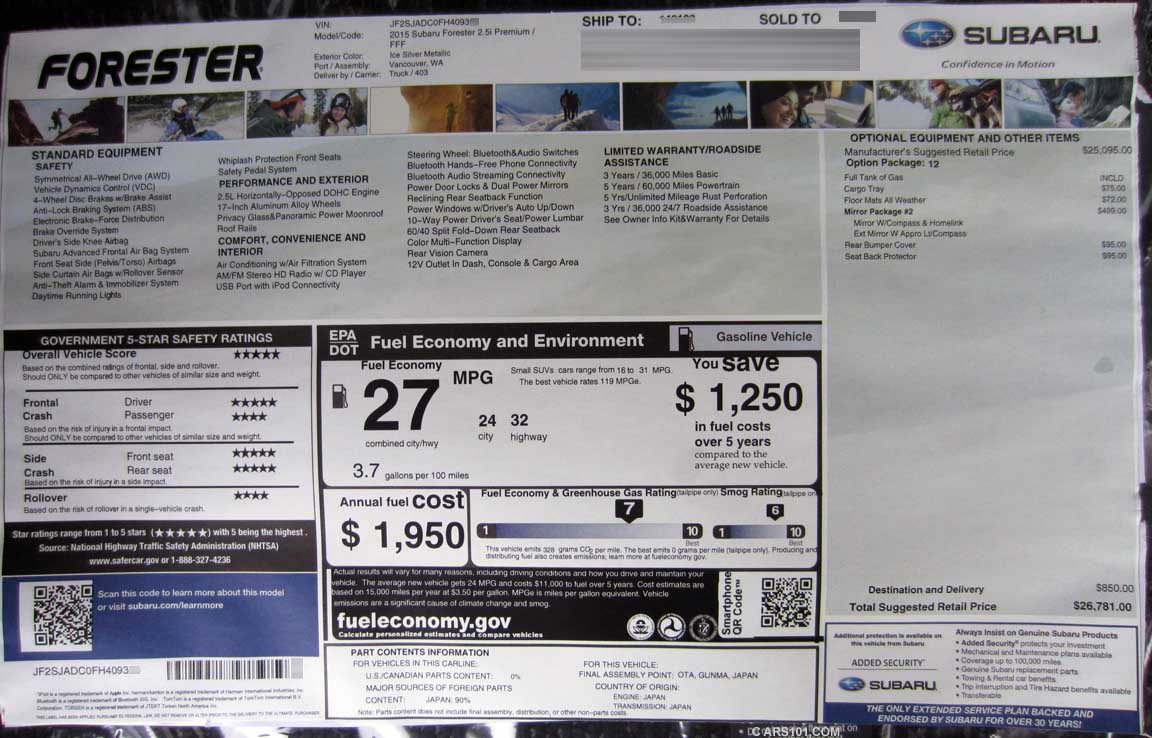 FORESTER
VIN: JF2SJADC0FH4093
Model/Code: 2015 Subaru Forester 2.5i Premium /
FFF
Exterior Color: Ice Silver Metallic
Port / Assembly: Vancouver, WA
Deliver by / Carrier: Truck / 403
SHIP TO:
SOLD TO
SUBARU
Confidence in Motion
STANDARD EQUIPMENT
SAFETY
Symmetrical All-Wheel Drive (AWD)
Vehicle Dynamics Control (VDC)
4-Wheel Disc Brakes w/Brake Assist
Anti-Lock Braking System (ABS)
Electronic Brake-Force Distribution
Brake Override System
Driver's Side Knee Airbag
Subaru Advanced Frontal Air Bag System
Front Seat Side (Pelvis/Torso) Airbags
Side Curtain Air Bags w/Rollover Sensor
Anti-Theft Alarm & Immobilizer System
Daytime Running Lights
Whiplash Protection Front Seats
Safety Pedal System
PERFORMANCE AND EXTERIOR
2.5L Horizontally-Opposed DOHC Engine
17-Inch Aluminum Alloy Wheels
Privacy Glass&Panoramic Power Moonroof
Roof Rails
COMFORT, CONVENIENCE AND
INTERIOR
Air Conditioning w/Air Filtration System
AM/FM Stereo HD Radio w/ CD Player
USB Port with iPod Connectivity
Steering Wheel: Bluetooth&Audio Switches
Bluetooth Hands-Free Phone Connectivity
Bluetooth Audio Streaming Connectivity
Power Door Locks & Dual Power Mirrors
Reclining Rear Seatback Function
Power Windows w/Driver's Auto Up/Down
10-Way Power Driver's Seat/Power Lumbar
60/40 Split Fold-Down Rear Seatback
Color Multi-Function Display
Rear Vision Camera
12V Outlet In Dash, Console & Cargo Area
LIMITED WARRANTY/ROADSIDE
ASSISTANCE
3 Years / 36,000 Miles Basic
5 Years / 60,000 Miles Powertrain
5 Yrs/Unlimited Mileage Rust Perforation
3 Yrs / 36,000 24/7 Roadside Assistance
See Owner Info Kit&Warranty For Details
OPTIONAL EQUIPMENT AND OTHER ITEMS
Manufacturer's Suggested Retail Price $25,095.00
Option Package: 12
Full Tank of Gas INCLD
Cargo Tray $75.00
Floor Mats All Weather $72.00
Mirror Package #2 $499.00
Mirror W/Compass & Homelink
Ext Mirror W Appro Lt/Compass
Rear Bumper Cover $95.00
Seat Back Protector $95.00
Destination and Delivery $850.00
Total Suggested Retail Price $26,781.00
GOVERNMENT 5-STAR SAFETY RATINGS
Overall Vehicle Score ★★★★★
Based on the combined ratings of frontal, side and rollover.
Should ONLY be compared to other vehicles of similar size and weight.
Frontal Driver ★★★★★
Crash Passenger ★★★★
Based on the risk of injury in a frontal impact.
Should ONLY be compared to other vehicles of similar size and weight.
Side Front seat ★★★★★
Crash Rear seat ★★★★★
Based on the risk of injury in a side impact.
Rollover ★★★★
Based on the risk of rollover in a single-vehicle crash.
Star ratings range from 1 to 5 stars (★★★★★) with 5 being the highest.
Source: National Highway Traffic Safety Administration (NHTSA)
www.safercar.gov or 1-888-327-4236
Scan this code to learn more about this model
or visit subaru.com/learnmore
JF2SJADC0FH4093
EPA
DOT
Fuel Economy and Environment
Gasoline Vehicle
Fuel Economy
27 MPG
combined city/hwy
24 city
32 highway
3.7 gallons per 100 miles
Small SUVs cars range from 16 to 31 MPG.
The best vehicle rates 119 MPGe.
You save
$ 1,250
in fuel costs
over 5 years
compared to the
average new vehicle.
Annual fuel cost
$ 1,950
Fuel Economy & Greenhouse Gas Rating (tailpipe only)
7
1 10
Best
Smog Rating (tailpipe on
6
1 10
Best
This vehicle emits 328 grams CO2 per mile. The best emits 0 grams per mile (tailpipe only). Producing and
distributing fuel also creates emissions; learn more at fueleconomy.gov.
Actual results will vary for many reasons, including driving conditions and how you drive and maintain your
vehicle. The average new vehicle gets 24 MPG and costs $11,000 to fuel over 5 years. Cost estimates are
based on 15,000 miles per year at $3.50 per gallon. MPGe is miles per gallon equivalent. Vehicle
emissions are a significant cause of climate change and smog.
fueleconomy.gov
Calculate personalized estimates and compare vehicles
Smartphone
QR Code™
PART CONTENTS INFORMATION
FOR VEHICLES IN THIS CARLINE:
U.S./CANADIAN PARTS CONTENT: 0%
MAJOR SOURCES OF FOREIGN PARTS
CONTENT: JAPAN: 90%
Note: Parts content does not include final assembly, distribution, or other non-parts costs.
FOR THIS VEHICLE:
FINAL ASSEMBLY POINT: OTA, GUNMA, JAPAN
COUNTRY OF ORIGIN:
ENGINE: JAPAN
TRANSMISSION: JAPAN
Additional protection is available on
this vehicle from Subaru
ADDED SECURITY
SUBARU
Always Insist on Genuine Subaru Products
• Added Security® protects your investment
• Mechanical and Maintenance plans available
• Coverage up to 100,000 miles
• Genuine Subaru replacement parts
• Towing & Rental car benefits
• Trip Interruption and Tire Hazard benefits available
• Transferable
THE ONLY EXTENDED SERVICE PLAN BACKED AND
ENDORSED BY SUBARU FOR OVER 30 YEARS!
CARS101.COM